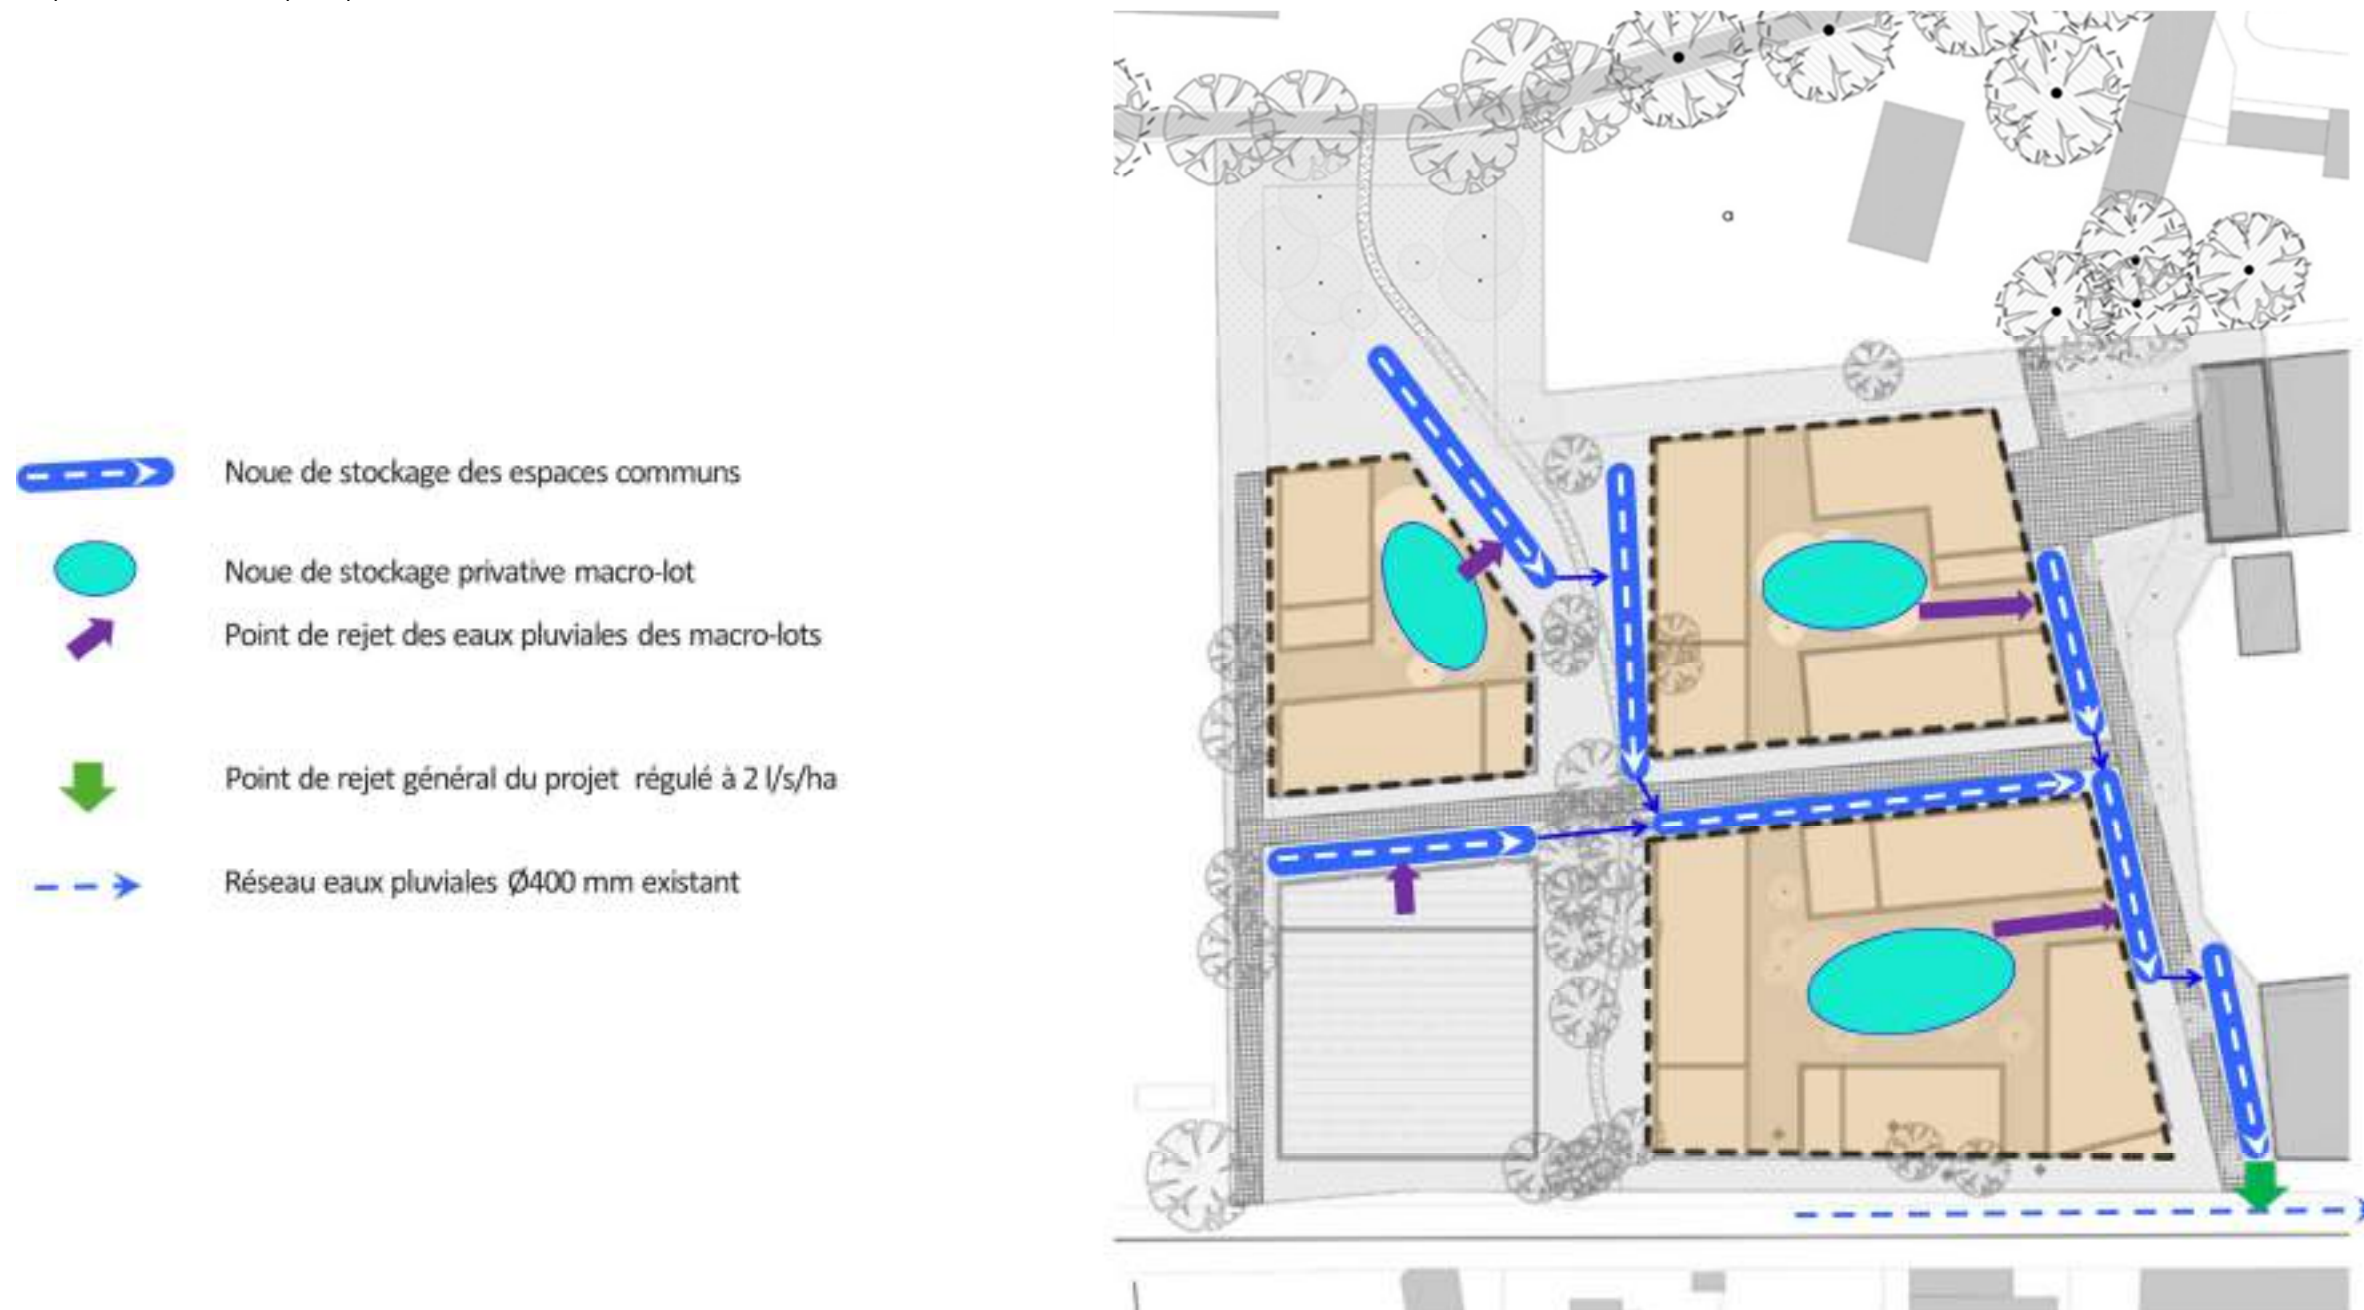 Noue de stockage des espaces communs
Noue de stockage privative macro-lot
Point de rejet des eaux pluviales des macro-lots
Point de rejet général du projet régulé à 2 l/s/ha
Réseau eaux pluviales Ø400 mm existant
a